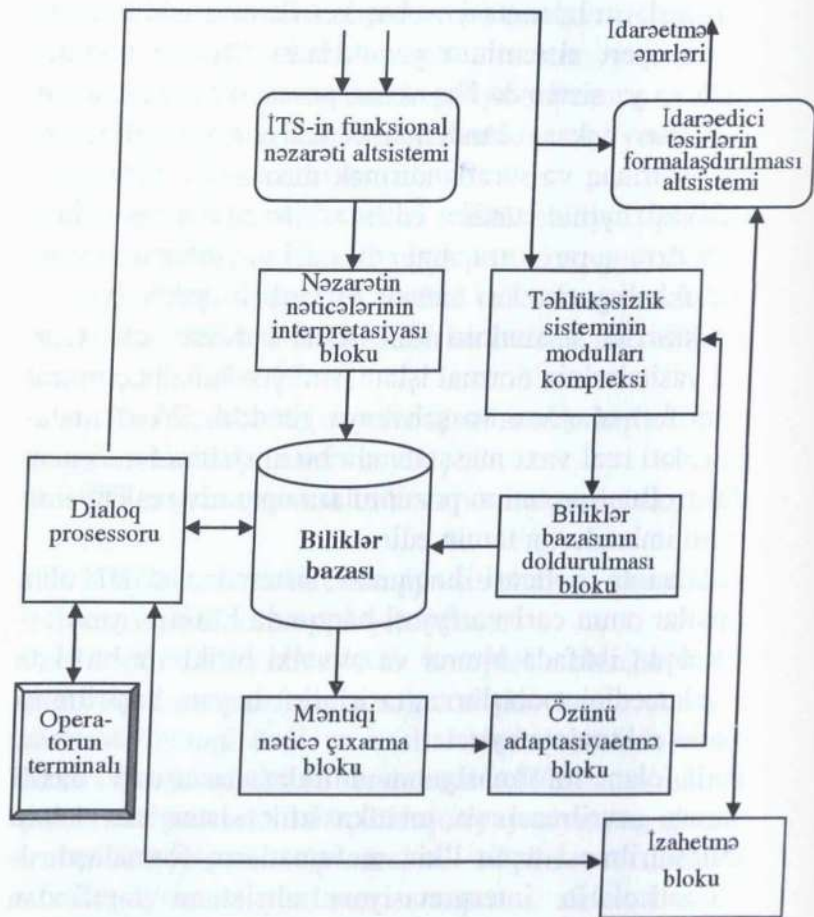 İdarəetmə
əmrləri
İTS-in funksional
nəzarəti altsistemi
İdarəedici
təsirlərin
formalaşdırılması
altsistemi
Nəzarətin
nəticələrinin
interpretasiyası
bloku
Təhlükəsizlik
sisteminin
modulları
kompleksi
Dialoq
prosessoru
Biliklər
bazası
Biliklər
bazasının
doldurulması
bloku
Opera-
torun
terminalı
Məntiqi
nəticə çıxarma
bloku
Özünü
adaptasiyaetmə
bloku
İzahetmə
bloku